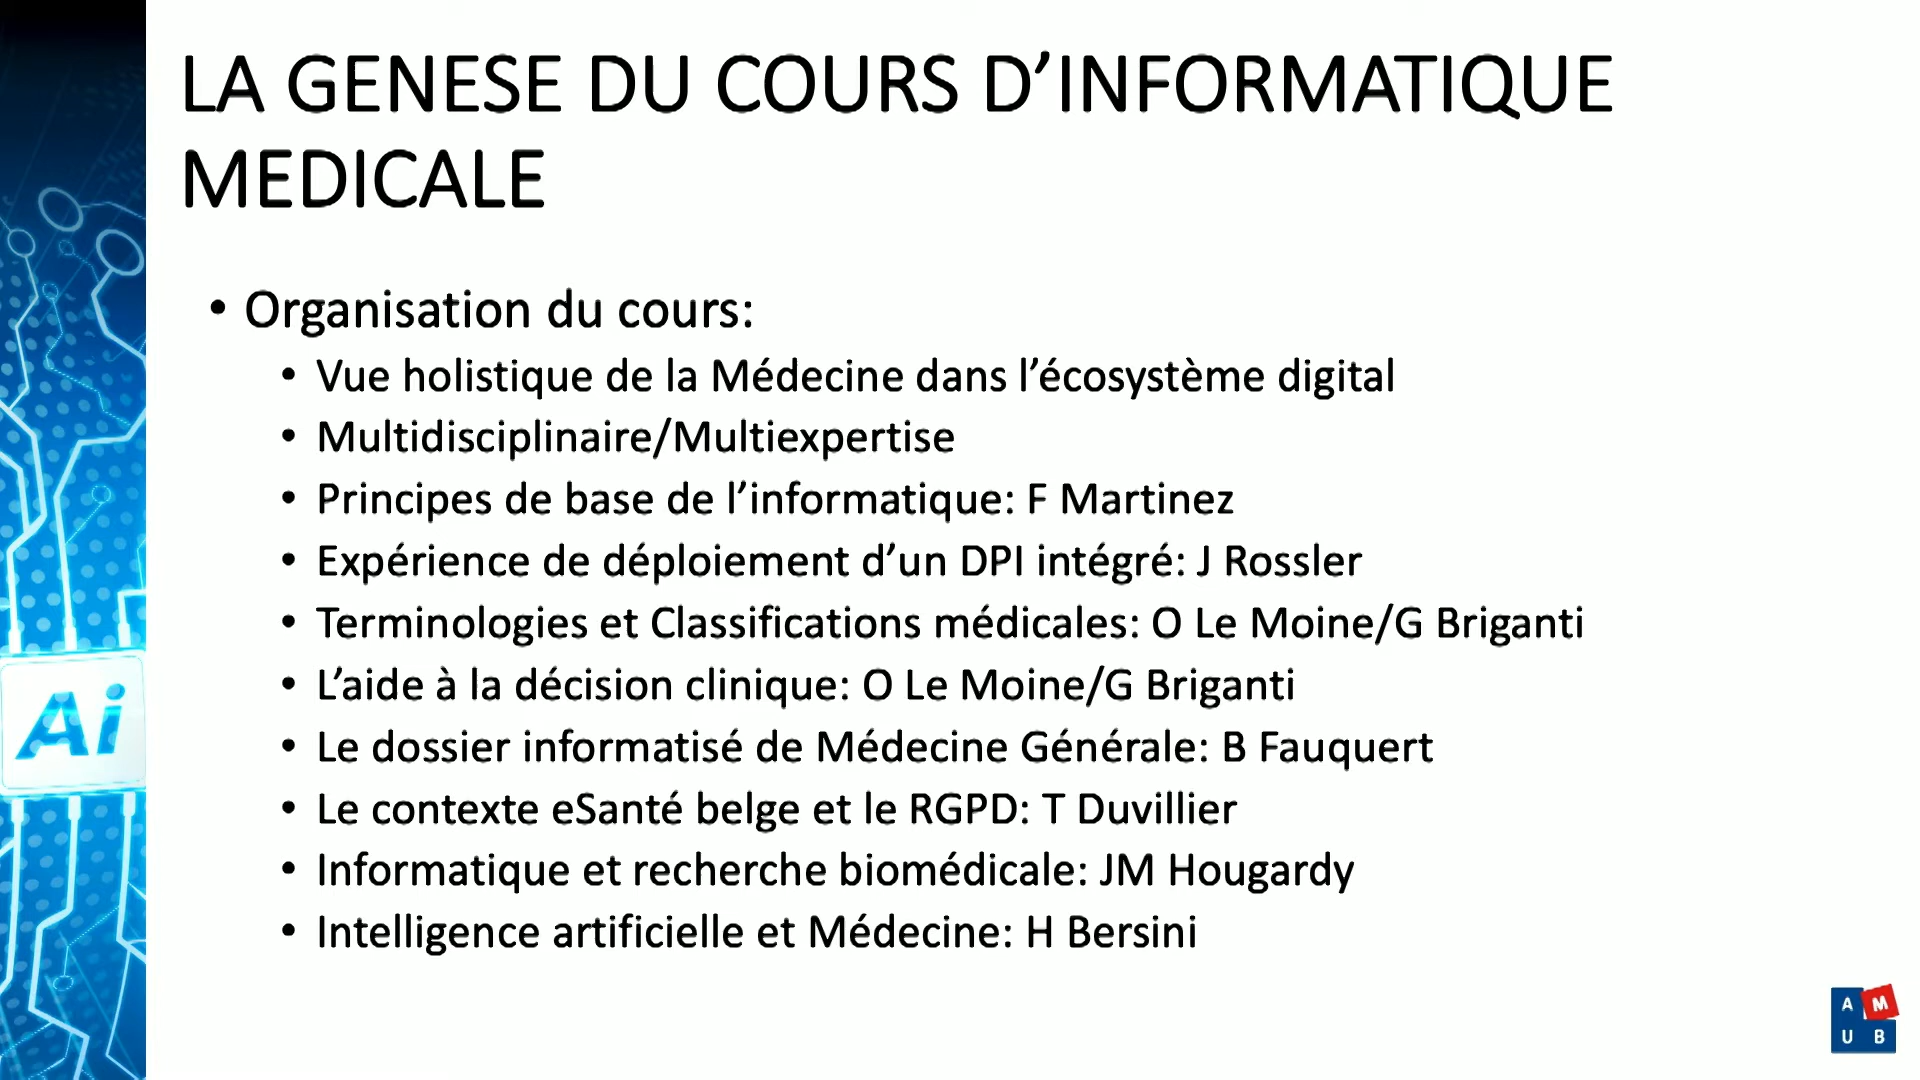 LA GENESE DU COURS D’INFORMATIQUE
MEDICALE
• Organisation du cours:
• Vue holistique de la Médecine dans l’écosystème digital
• Multidisciplinaire/Multiexpertise
• Principes de base de l’informatique: F Martinez
• Expérience de déploiement d’un DPI intégré: J Rossler
• Terminologies et Classifications médicales: O Le Moine/G Briganti
• L’aide à la décision clinique: O Le Moine/G Briganti
• Le dossier informatisé de Médecine Générale: B Fauquert
• Le contexte eSanté belge et le RGPD: T Duvillier
• Informatique et recherche biomédicale: JM Hougardy
• Intelligence artificielle et Médecine: H Bersini
Ai
A M
U B